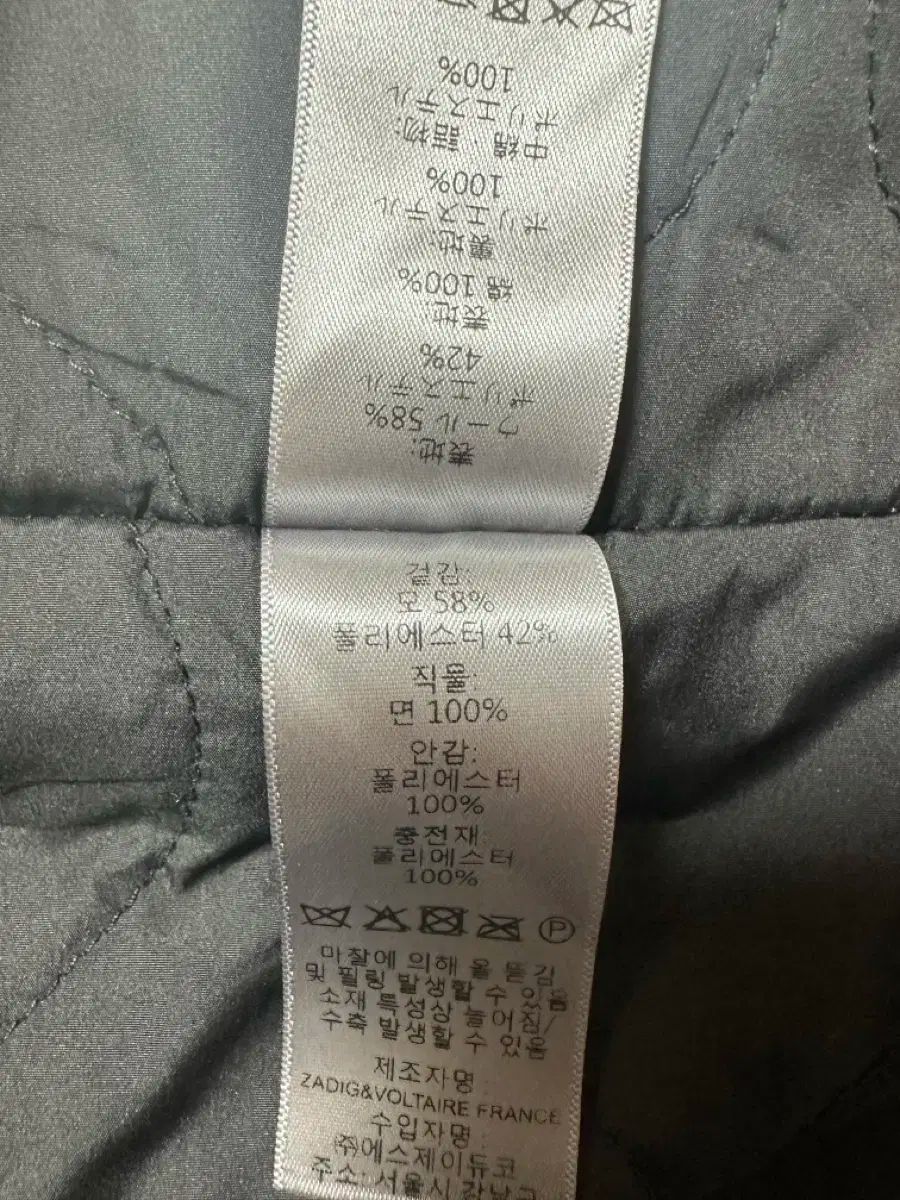 表地:
ウール 58%
ポリエステル
42%
表地:
綿 100%
裏地:
ポリエステル
100%
中綿 : 詰物:
ポリエステル
100%
겉감:
모 58%
폴리에스터 42%
직물:
면 100%
안감:
폴리에스터
100%
충전재:
폴리에스터
100%
P
마찰에 의해 올 뜯김
및 필링 발생할 수 있음
소재 특성상 늘어짐/
수축 발생할 수 있음
제조자명 :
ZADIG&VOLTAIRE FRANCE
수입자명 :
㈜에스제이듀코
주소: 서울시 강남구